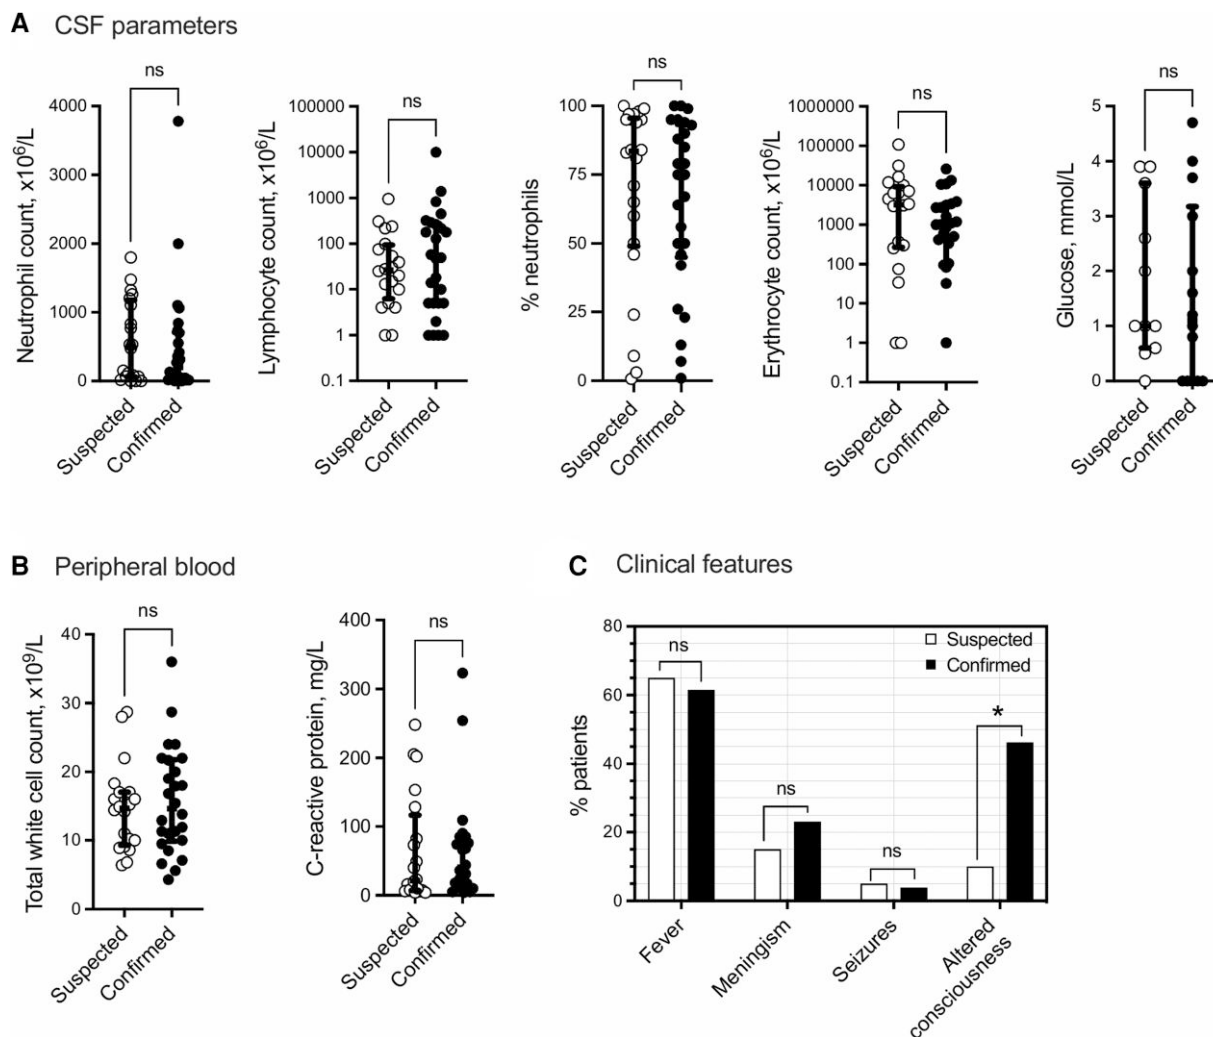 A CSF parameters
ns
Neutrophil count, x10⁶/L
4000
3000
2000
1000
0
Suspected
Confirmed
ns
Lymphocyte count, x10⁶/L
100000
10000
1000
100
10
1
0.1
Suspected
Confirmed
ns
% neutrophils
100
75
50
25
0
Suspected
Confirmed
ns
Erythrocyte count, x10⁶/L
1000000
100000
10000
1000
100
10
1
0.1
Suspected
Confirmed
ns
Glucose, mmol/L
5
4
3
2
1
0
Suspected
Confirmed
B Peripheral blood
ns
Total white cell count, x10⁹/L
40
30
20
10
0
Suspected
Confirmed
ns
C-reactive protein, mg/L
400
300
200
100
0
Suspected
Confirmed
C Clinical features
% patients
80
60
40
20
0
Suspected
Confirmed
ns
ns
ns
*
Fever
Meningism
Seizures
Altered
consciousness